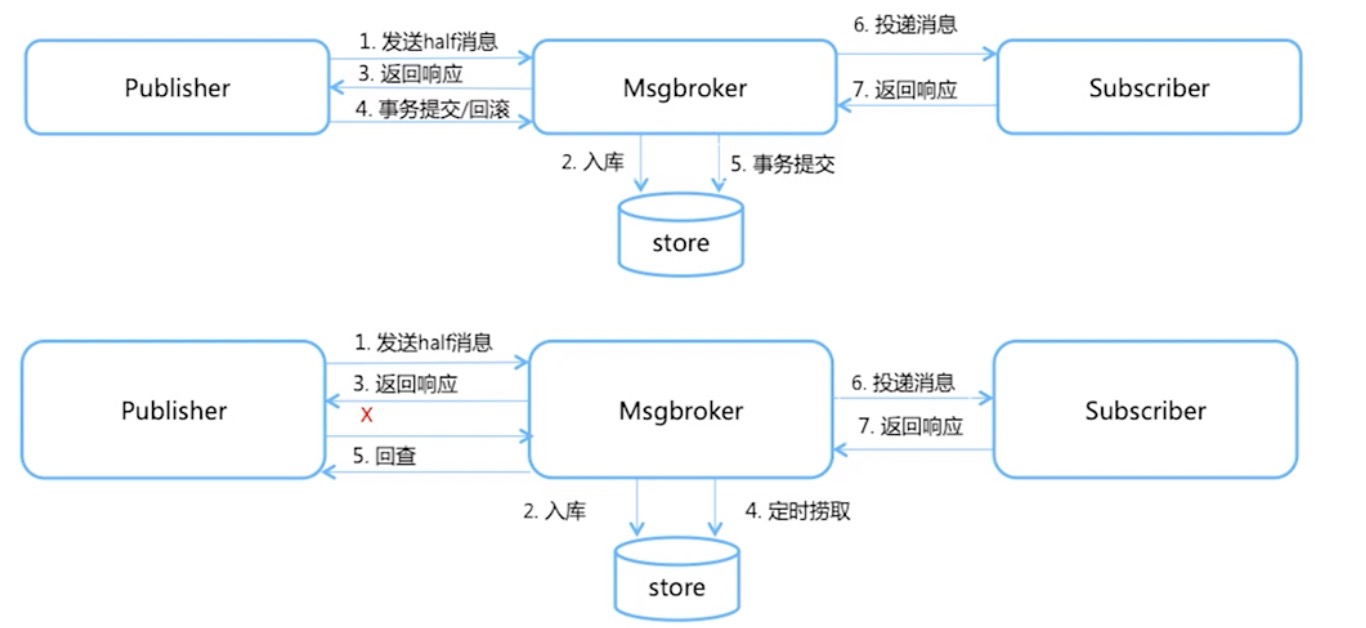 6. 投递消息
1. 发送half消息
Publisher
3. 返回响应
Msgbroker
7. 返回响应
Subscriber
4. 事务提交/回滚
2. 入库
5. 事务提交
store
1. 发送half消息
3. 返回响应
6. 投递消息
Publisher
X
Msgbroker
Subscriber
7. 返回响应
5. 回查
2. 入库
4. 定时捞取
store